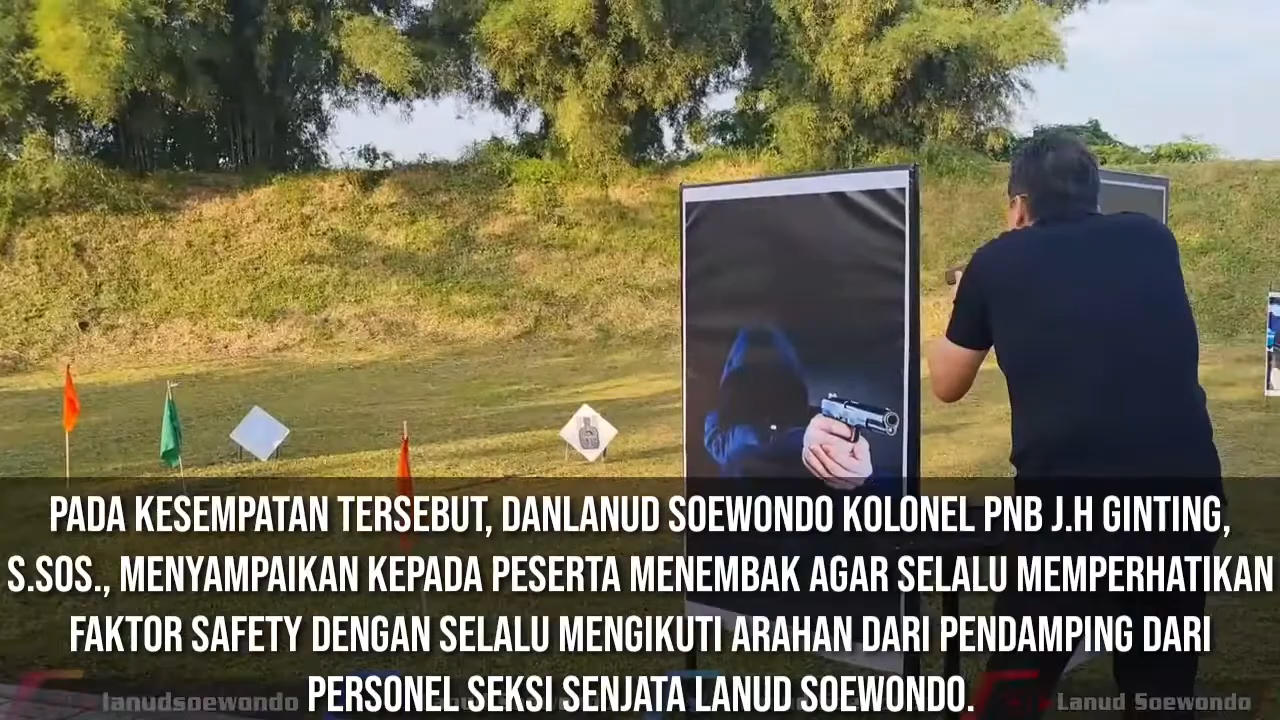 PADA KESEMPATAN TERSEBUT, DANLANUD SOEWONDO KOLONEL PNB J.H GINTING,
S.SOS., MENYAMPAIKAN KEPADA PESERTA MENEMBAK AGAR SELALU MEMPERHATIKAN
FAKTOR SAFETY DENGAN SELALU MENGIKUTI ARAHAN DARI PENDAMPING DARI
PERSONEL SEKSI SENJATA LANUD SOEWONDO.
lanudsoewondo
Lanud Soewondo